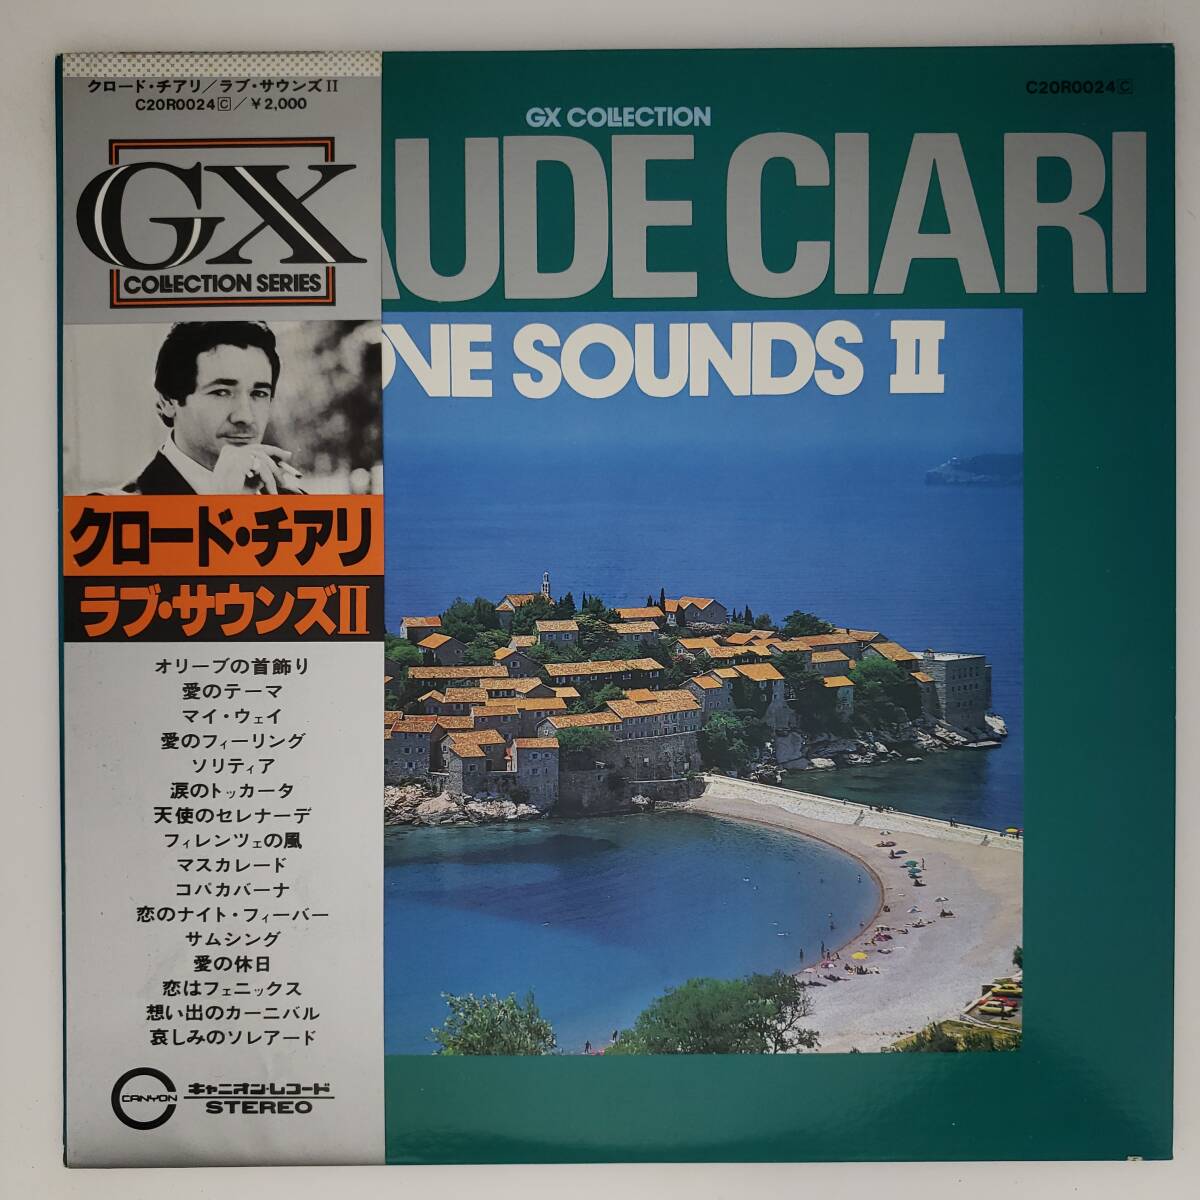 クロード・チアリ/ラブ・サウンズII
C20R0024 C /¥2,000
GX
COLLECTION SERIES
クロード・チアリ
ラブ・サウンズII
オリーブの首飾り
愛のテーマ
マイ・ウェイ
愛のフィーリング
ソリティア
涙のトッカータ
天使のセレナーデ
フィレンツェの風
マスカレード
コパカバーナ
恋のナイト・フィーバー
サムシング
愛の休日
恋はフェニックス
想い出のカーニバル
哀しみのソレアード
CANYON
キャニオン・レコード
STEREO
C20R0024 C
GX COLLECTION
AUDE CIARI
OVE SOUNDS II